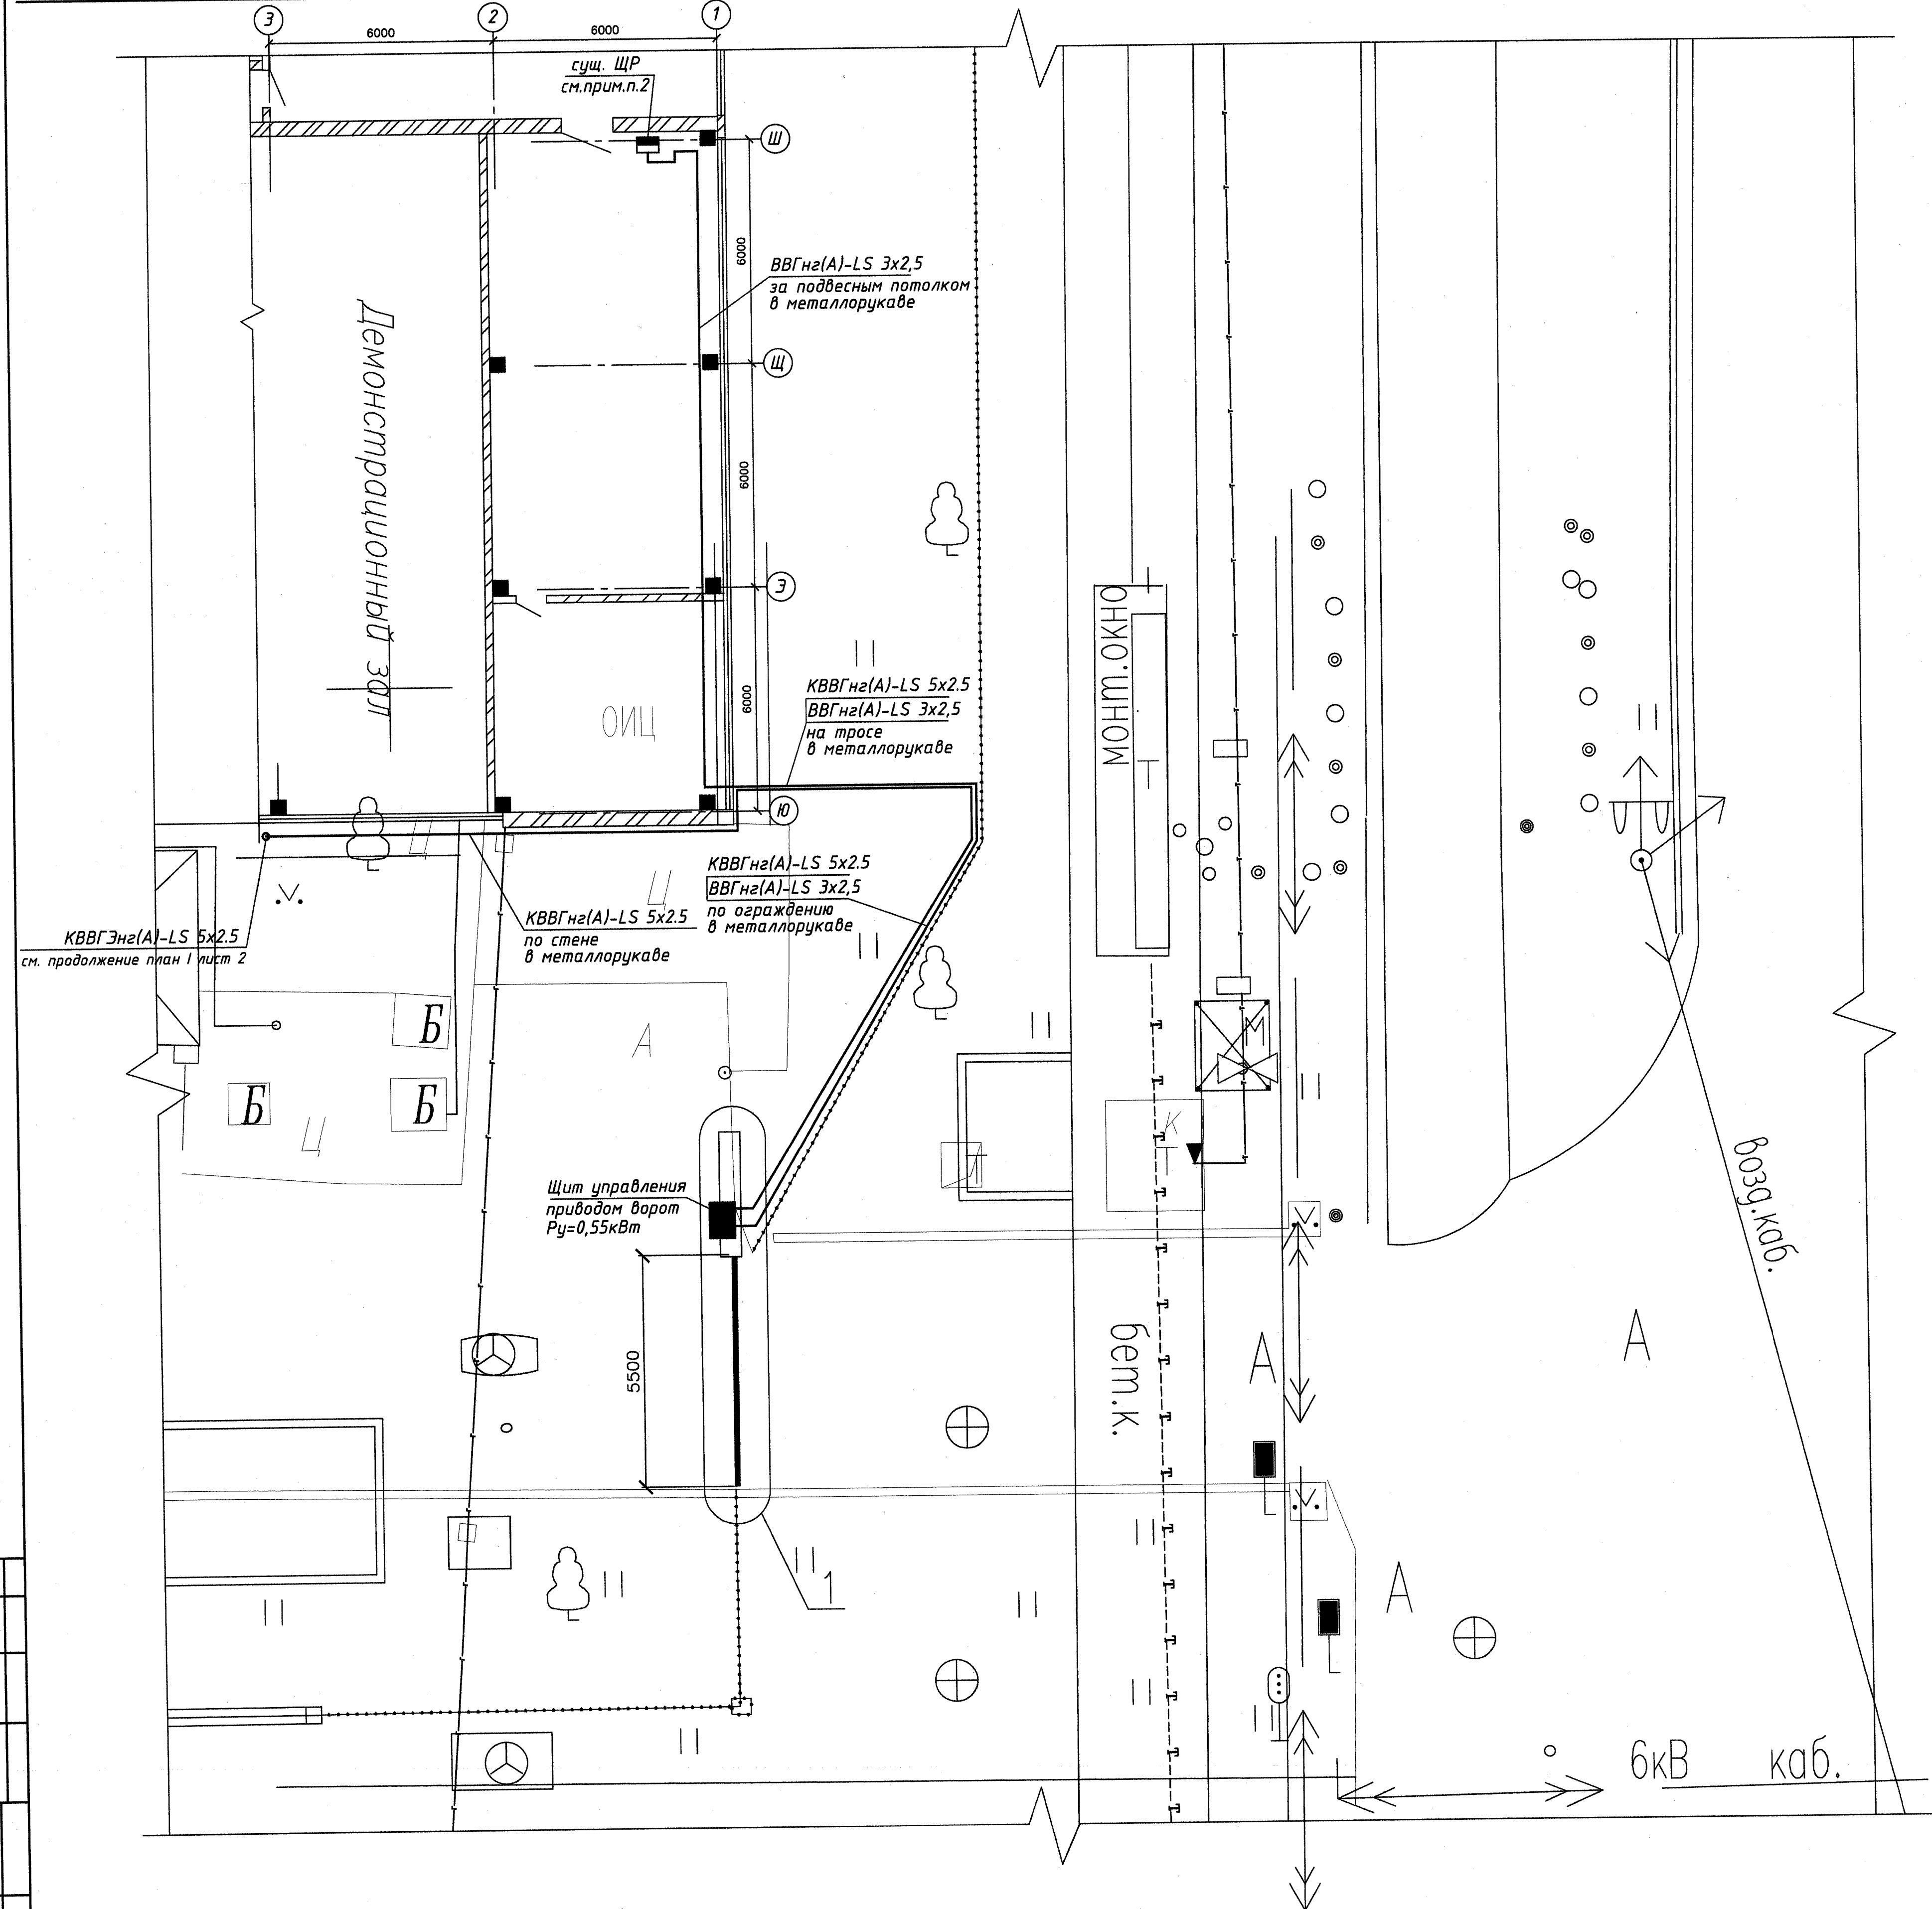 3
2
1
6000
6000
сущ. ЩР
см.прим.п.2
Ш
6000
ВВГнг(А)-LS 3х2,5
за подвесным потолком
в металлорукаве
Щ
Демонстрационный зал
6000
Э
6000
ОИЦ
КВВГнг(А)-LS 5х2.5
ВВГнг(А)-LS 3х2,5
на тросе
в металлорукаве
Ю
монш.окно
Т
Ц
Ц
КВВГнг(А)-LS 5х2.5
ВВГнг(А)-LS 3х2,5
по ограждению
в металлорукаве
КВВГнг(А)-LS 5х2.5
по стене
в металлорукаве
КВВГЭнг(А)-LS 5х2.5
см. продолжение план I лист 2
Б
А
М
Б
Б
Ц
К
Т
Щит управления
приводом ворот
Ру=0,55кВт
возд.каб.
5500
бет.к.
А
А
А
1
6кВ каб.